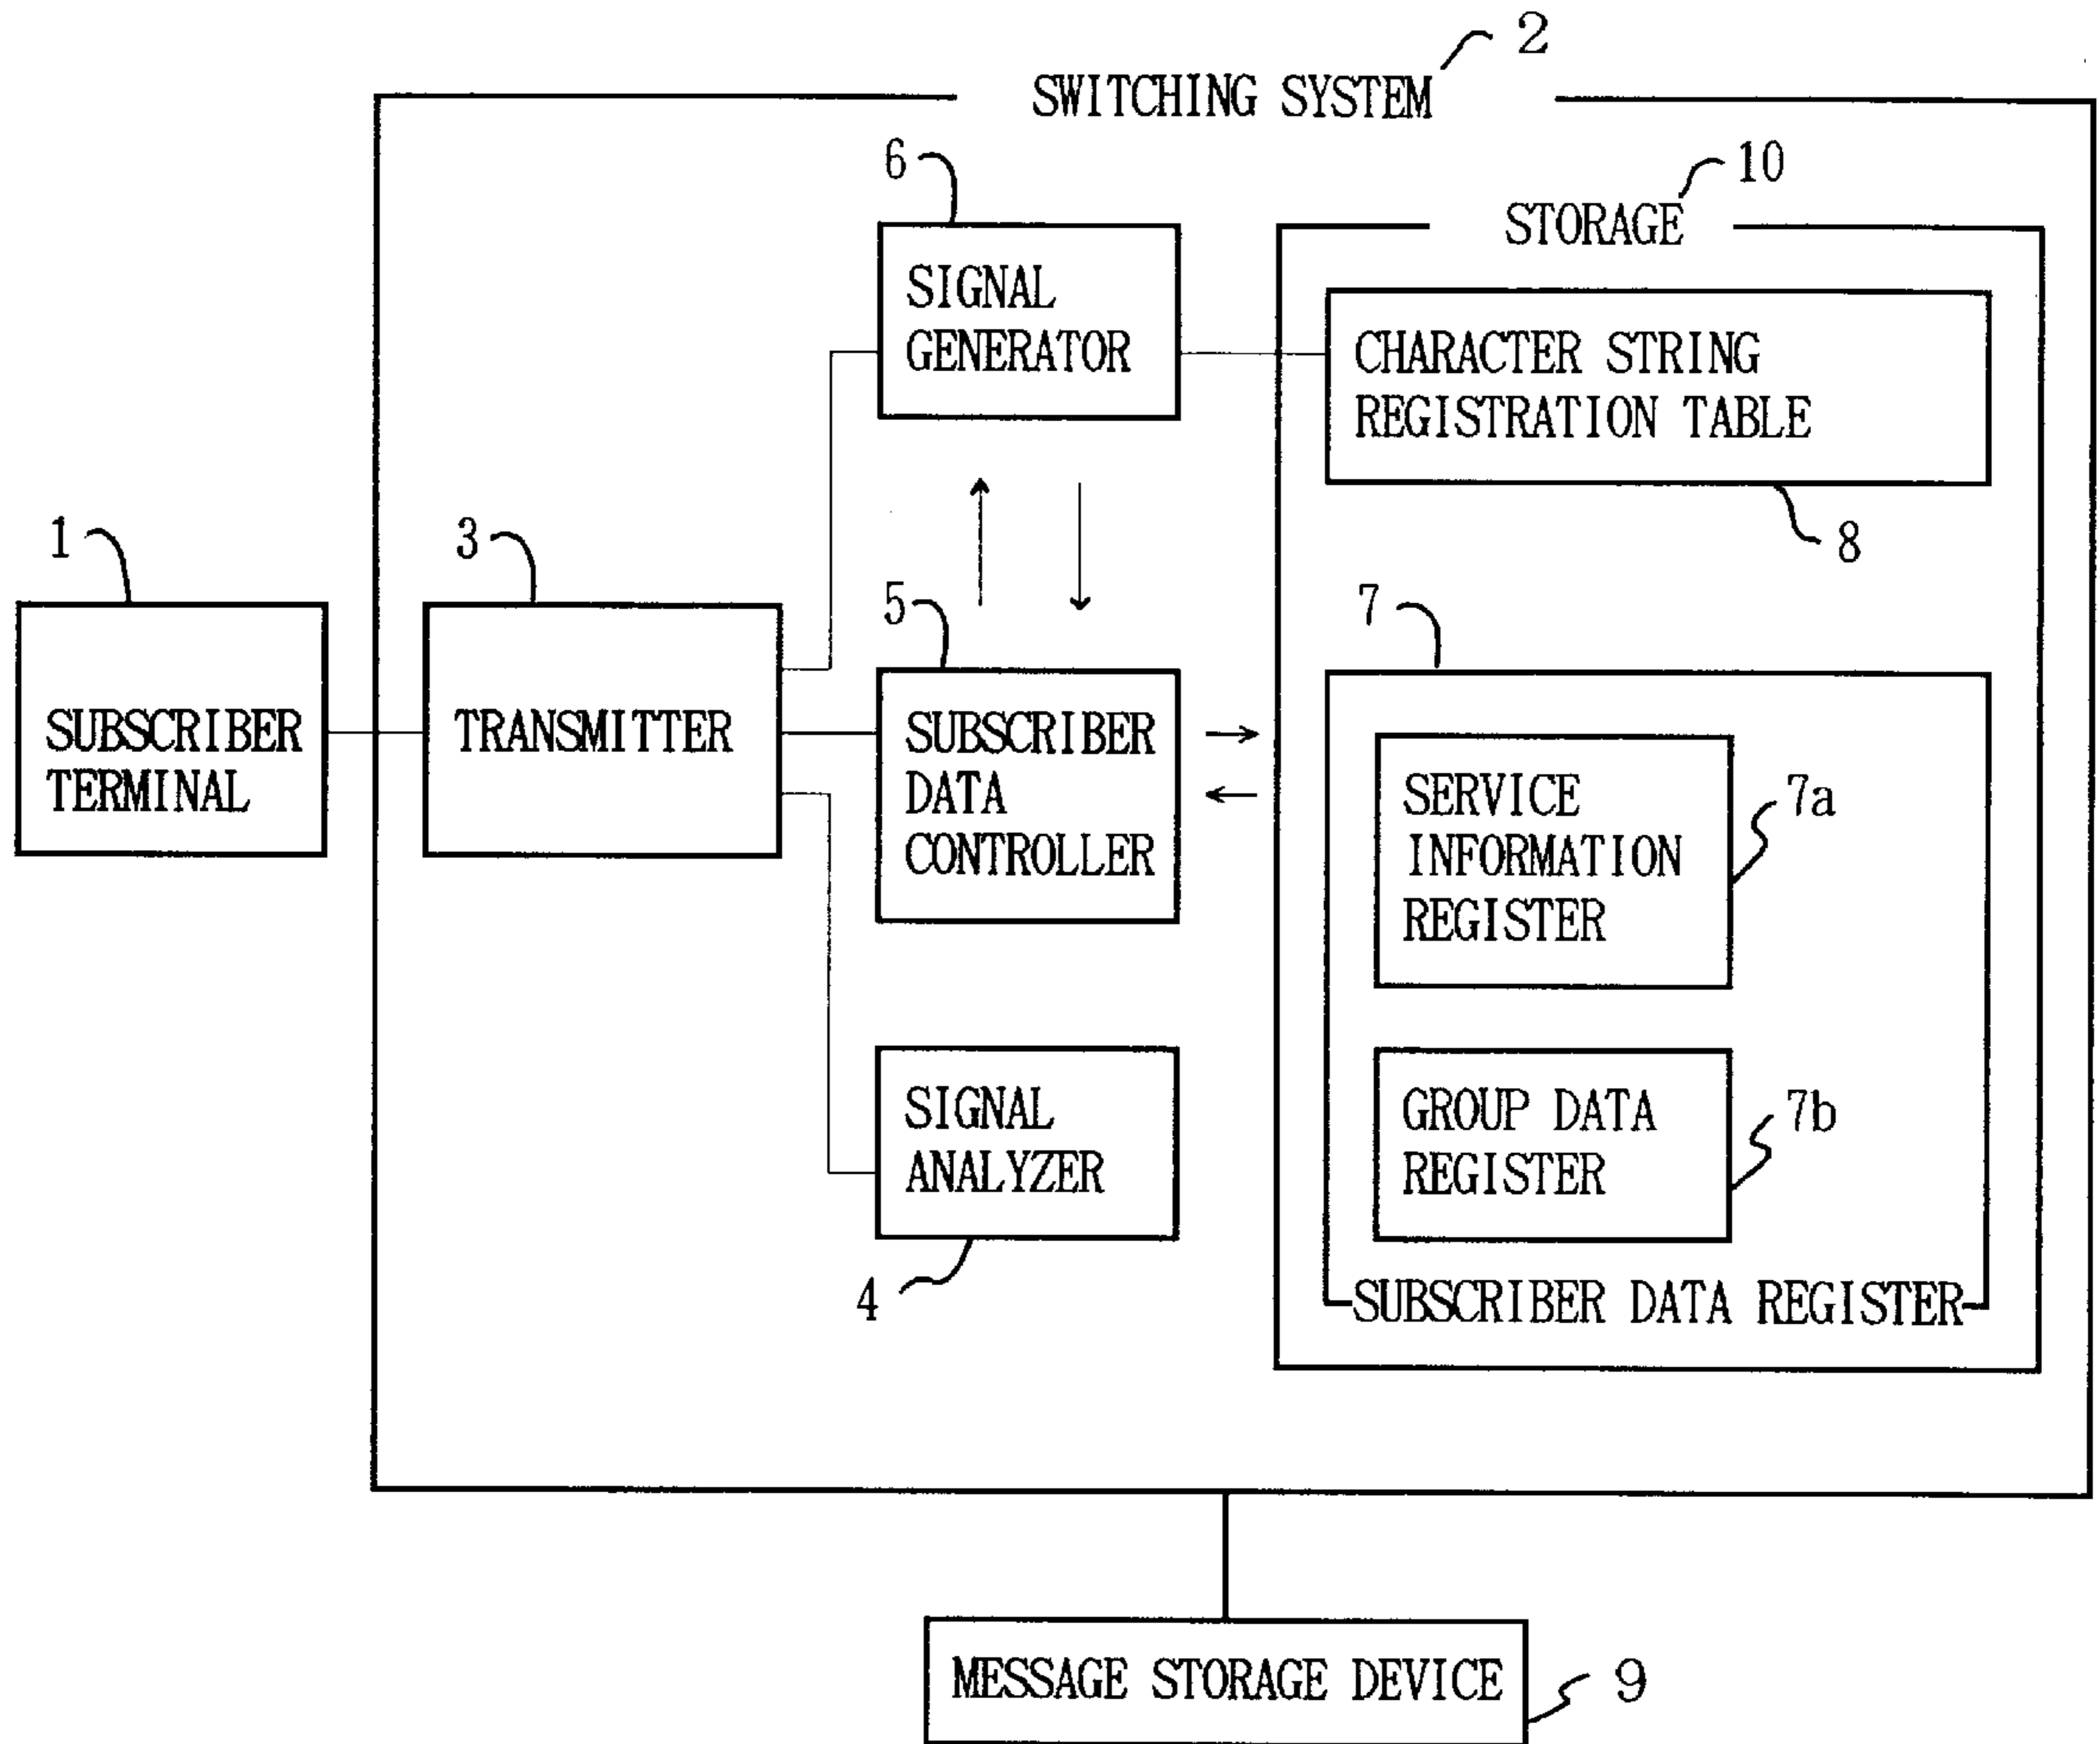 2
SWITCHING SYSTEM
6
10
STORAGE
SIGNAL
GENERATOR
CHARACTER STRING
REGISTRATION TABLE
8
1
3
5
7
SUBSCRIBER
TERMINAL
TRANSMITTER
SUBSCRIBER
DATA
CONTROLLER
SERVICE
INFORMATION
REGISTER
7a
SIGNAL
ANALYZER
4
GROUP DATA
REGISTER
7b
SUBSCRIBER DATA REGISTER
MESSAGE STORAGE DEVICE
9